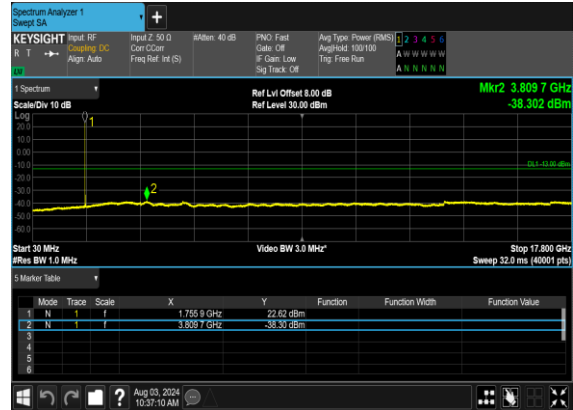 Spectrum Analyzer 1
Swept SA
+
KEYSIGHT Input: RF Input Z: 50 Ω #Atten: 40 dB PNO: Fast Avg Type: Power (RMS) 1 2 3 4 5 6
R T Coupling: DC Corr CCorr Gate: Off Avg|Hold: 100/100 A W W W W W
Align: Auto Freq Ref: Int (S) IF Gain: Low Trig: Free Run
LM Sig Track: Off A N N N N N
1 Spectrum
Ref Lvl Offset 8.00 dB Mkr2 3.809 7 GHz
Scale/Div 10 dB Ref Level 30.00 dBm -38.302 dBm
Log
1
20.0
10.0
0.00
-10.0 DL1 -13.00 dBm
-20.0
-30.0 2
-40.0
-50.0
-60.0
Start 30 MHz Video BW 3.0 MHz* Stop 17.800 GHz
#Res BW 1.0 MHz Sweep 32.0 ms (40001 pts)
5 Marker Table
Mode Trace Scale X Y Function Function Width Function Value
1 N 1 f 1.755 9 GHz 22.62 dBm
2 N 1 f 3.809 7 GHz -38.30 dBm
3
4
5
6
? Aug 03, 2024
10:37:10 AM